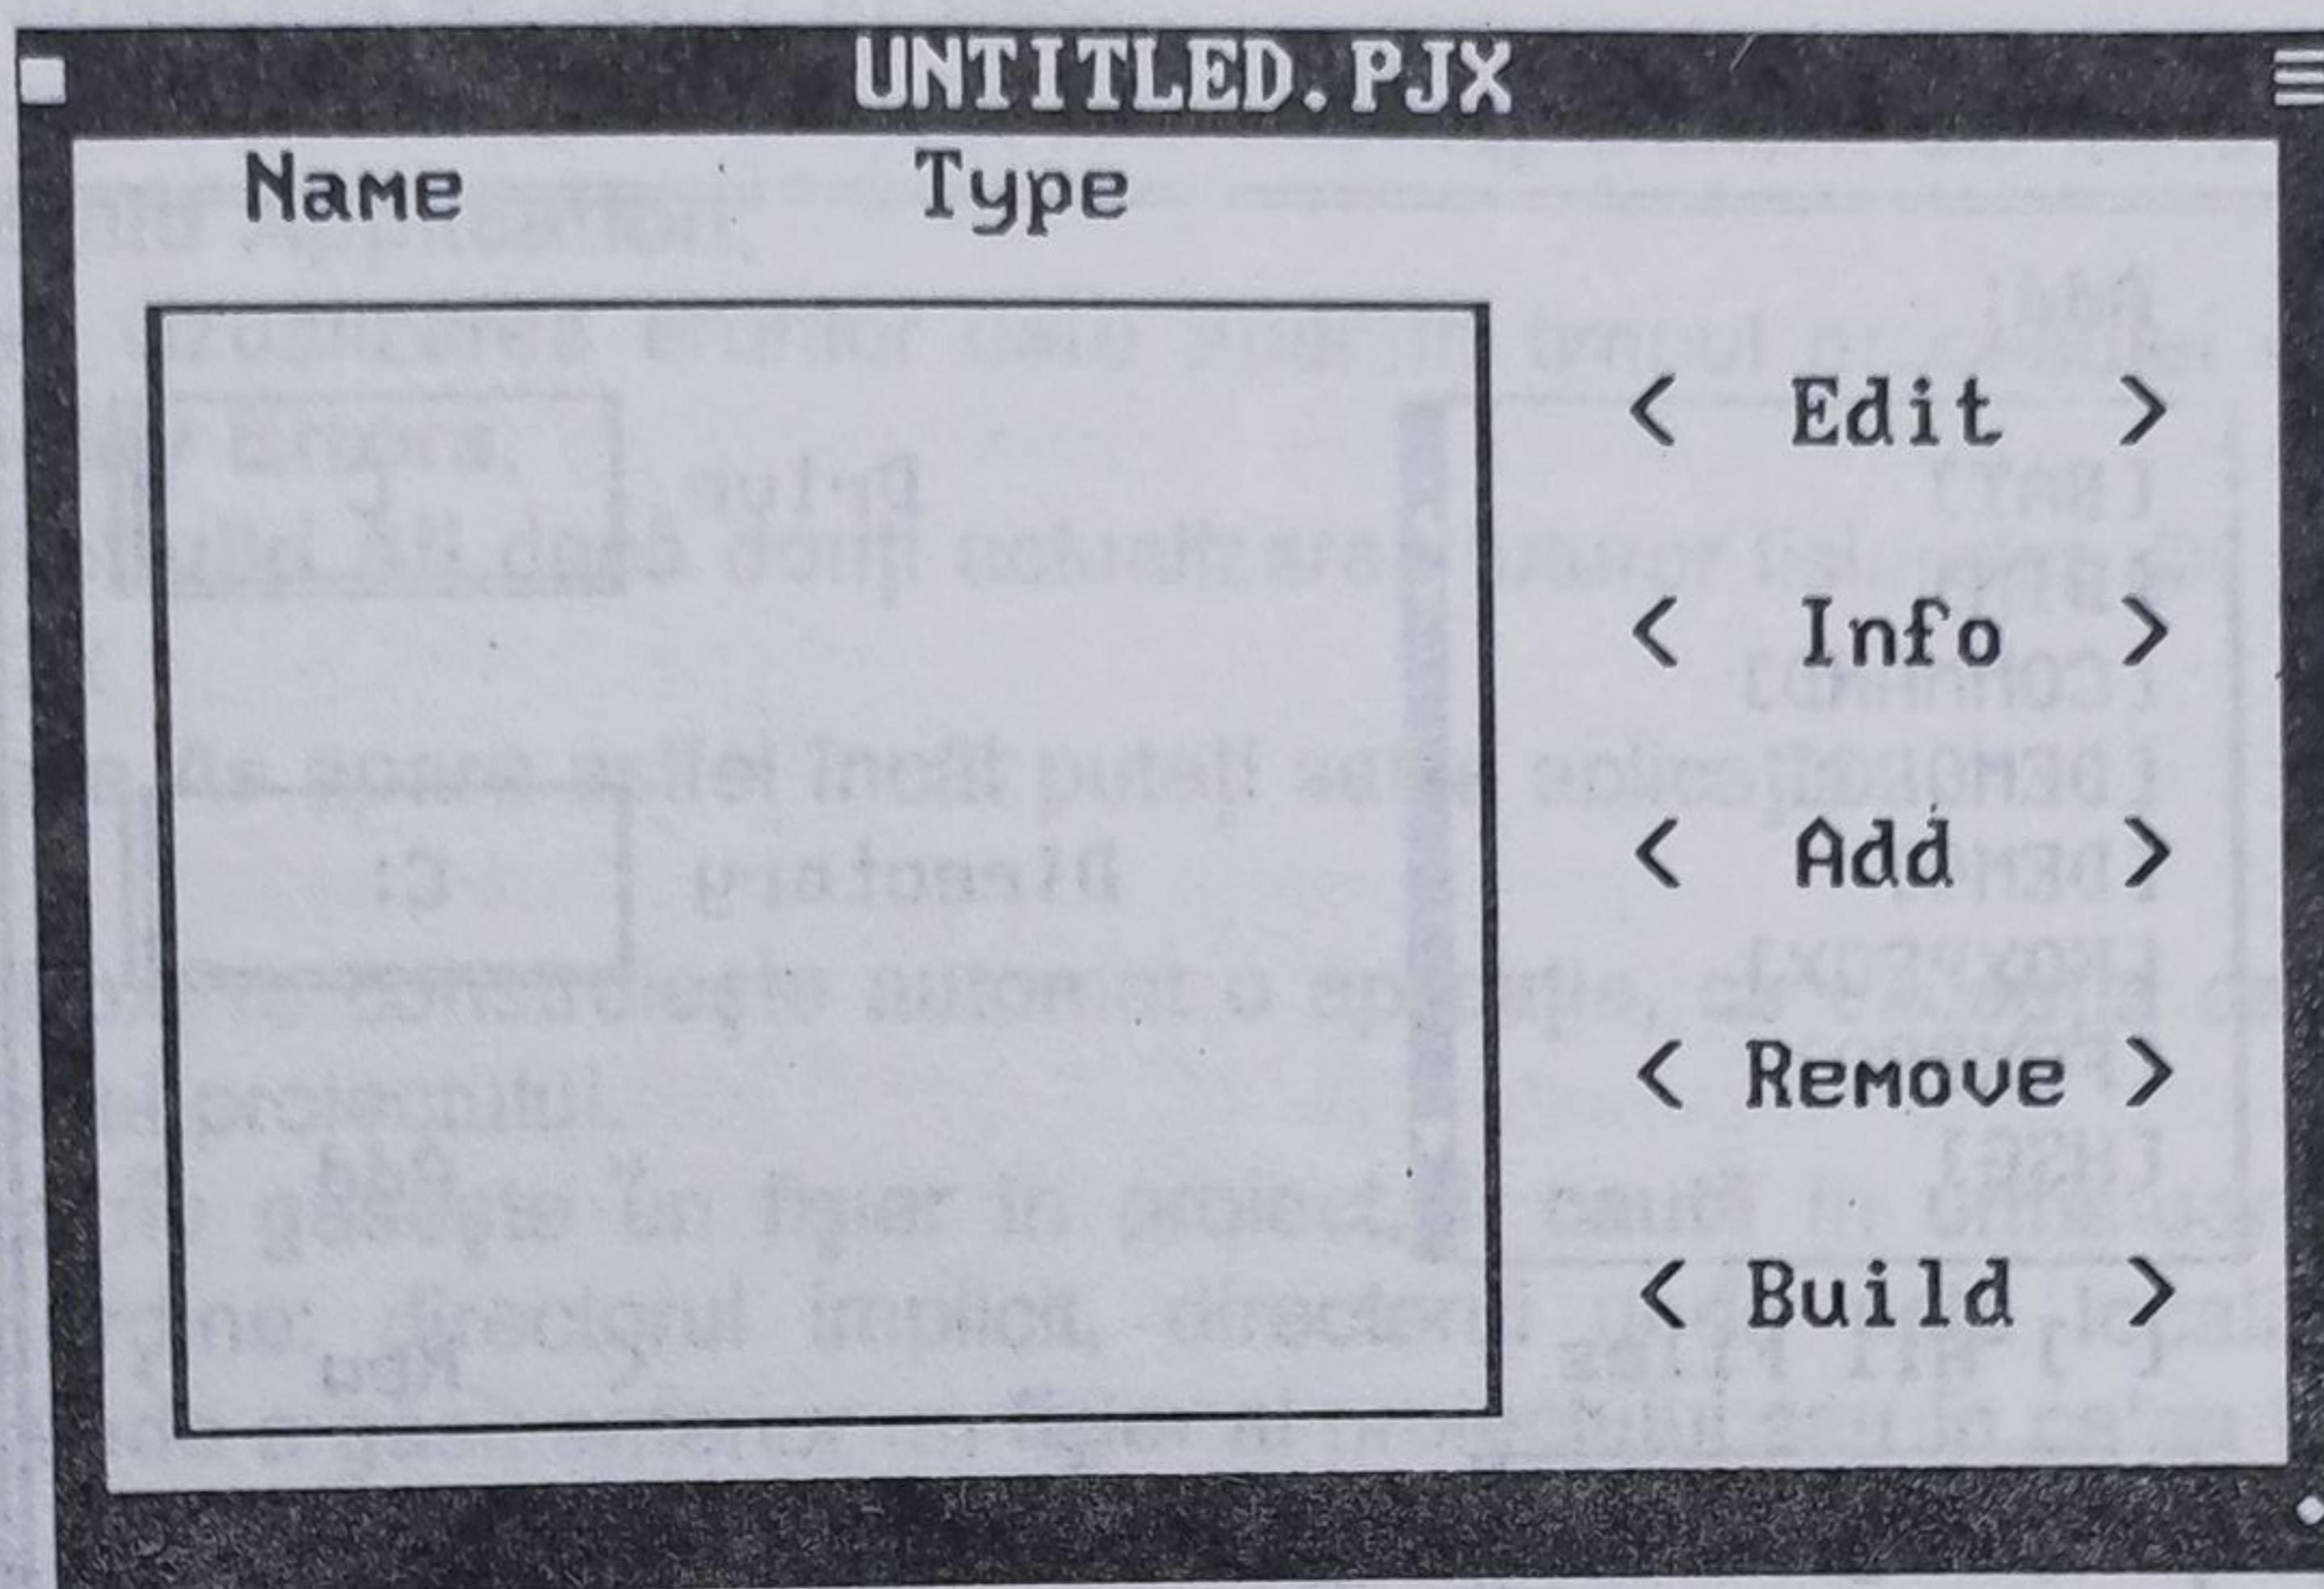 UNTITLED.PJX
Name Type
< Edit >
< Info >
< Add >
< Remove >
< Build >